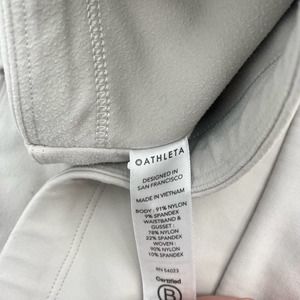 ATHLETA
DESIGNED IN
SAN FRANCISCO
MADE IN VIETNAM
BODY : 91% NYLON
9% SPANDEX
WAISTBAND &
GUSSET :
78% NYLON
22% SPANDEX
WOVEN :
90% NYLON
10% SPANDEX
RN 54023
Certified
B